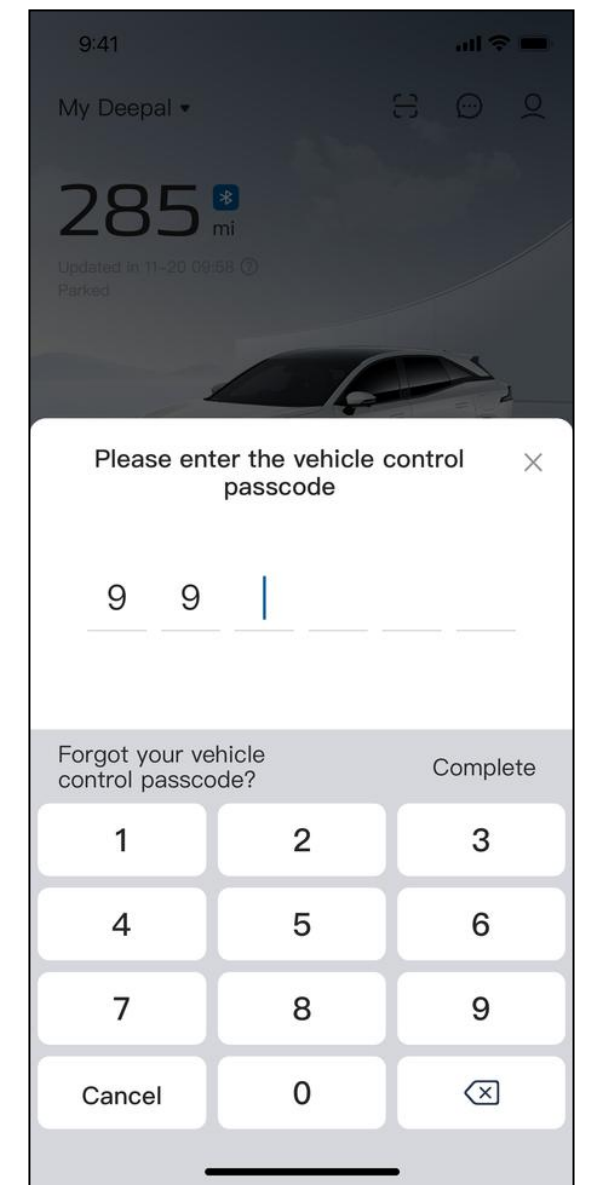 9:41
My Deepal
285 mi
Updated in 11-20 09:58 ?
Parked
Please enter the vehicle control
passcode
9 9
Forgot your vehicle
control passcode?
Complete
1 2 3
4 5 6
7 8 9
Cancel 0